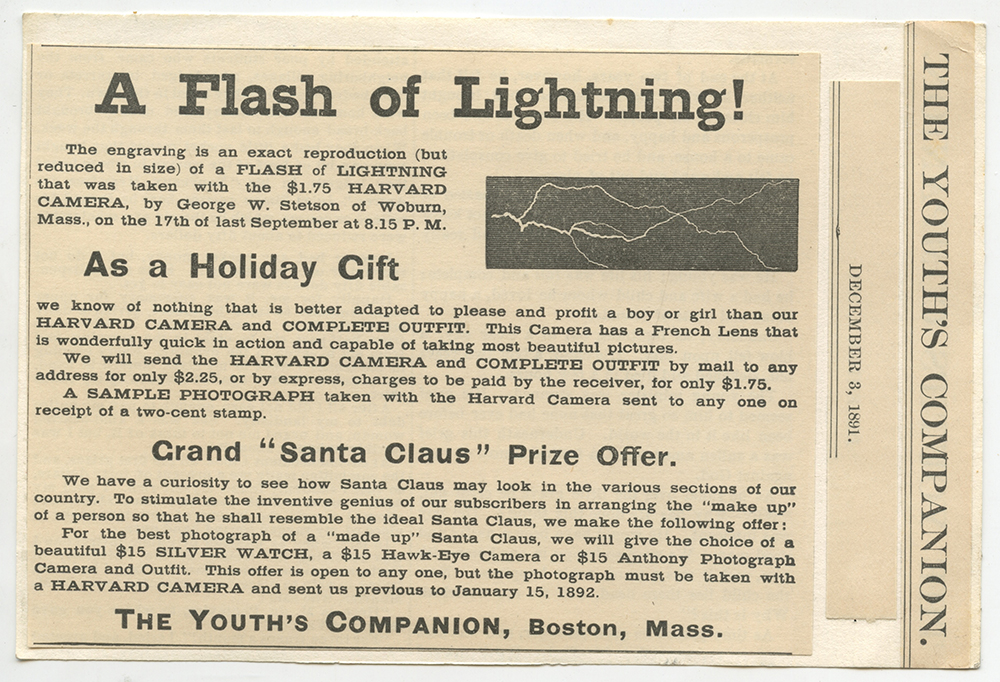 A Flash of Lightning!
The engraving is an exact reproduction (but
reduced in size) of a FLASH of LIGHTNING
that was taken with the $1.75 HARVARD
CAMERA, by George W. Stetson of Woburn,
Mass., on the 17th of last September at 8.15 P. M.
As a Holiday Gift
we know of nothing that is better adapted to please and profit a boy or girl than our
HARVARD CAMERA and COMPLETE OUTFIT. This Camera has a French Lens that
is wonderfully quick in action and capable of taking most beautiful pictures.
We will send the HARVARD CAMERA and COMPLETE OUTFIT by mail to any
address for only $2.25, or by express, charges to be paid by the receiver, for only $1.75.
A SAMPLE PHOTOGRAPH taken with the Harvard Camera sent to any one on
receipt of a two-cent stamp.
Grand "Santa Claus" Prize Offer.
We have a curiosity to see how Santa Claus may look in the various sections of our
country. To stimulate the inventive genius of our subscribers in arranging the "make up"
of a person so that he shall resemble the ideal Santa Claus, we make the following offer:
For the best photograph of a "made up" Santa Claus, we will give the choice of a
beautiful $15 SILVER WATCH, a $15 Hawk-Eye Camera or $15 Anthony Photograph
Camera and Outfit. This offer is open to any one, but the photograph must be taken with
a HARVARD CAMERA and sent us previous to January 15, 1892.
THE YOUTH'S COMPANION, Boston, Mass.
DECEMBER 3, 1891.
THE YOUTH'S COMPANION.